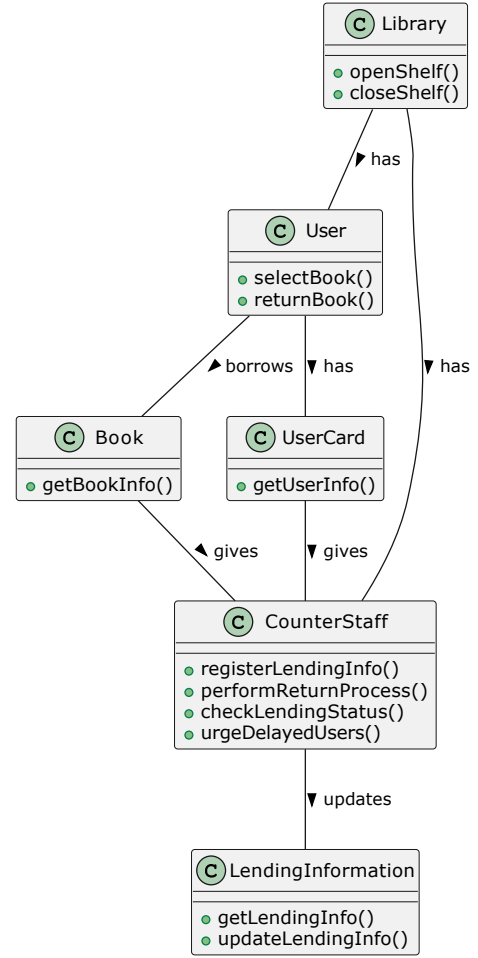 C Library
openShelf()
closeShelf()
has
C User
selectBook()
returnBook()
borrows
has
has
C Book
getBookInfo()
C UserCard
getUserInfo()
gives
gives
C CounterStaff
registerLendingInfo()
performReturnProcess()
checkLendingStatus()
urgeDelayedUsers()
updates
C LendingInformation
getLendingInfo()
updateLendingInfo()